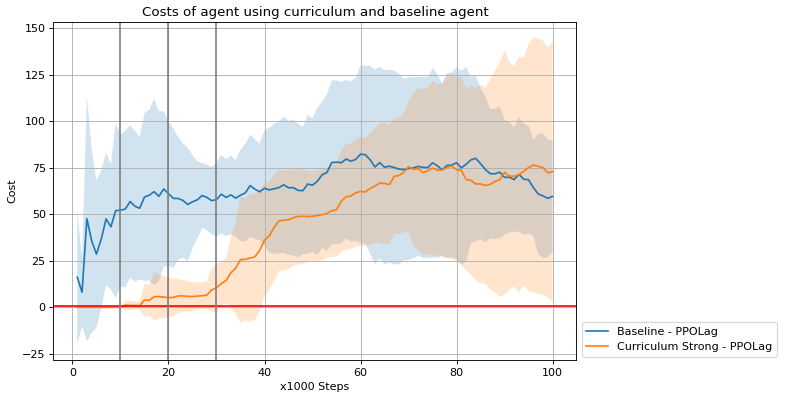 Costs of agent using curriculum and baseline agent
150
125
100
75
50
25
0
−25
Cost
0 20 40 60 80 100
x1000 Steps
Baseline - PPOLag
Curriculum Strong - PPOLag